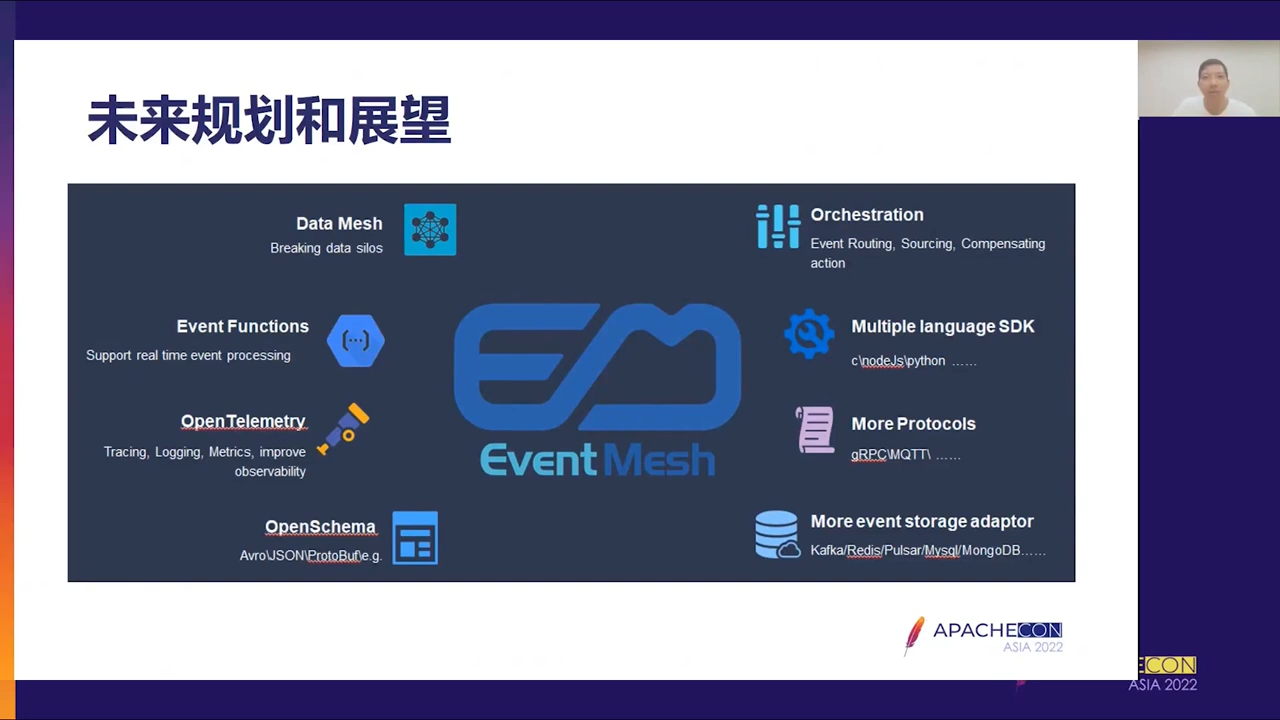 未来规划和展望
Data Mesh
Breaking data silos
Event Functions
Support real time event processing
OpenTelemetry
Tracing, Logging, Metrics, improve
observability
OpenSchema
Avro\JSON\ProtoBuf\e.g.
EventMesh
Orchestration
Event Routing, Sourcing, Compensating
action
Multiple language SDK
c\nodeJs\python ……
More Protocols
gRPC\MQTT\ ……
More event storage adaptor
Kafka/Redis/Pulsar/Mysql/MongoDB……
APACHECON
ASIA 2022
ECON
ASIA 2022